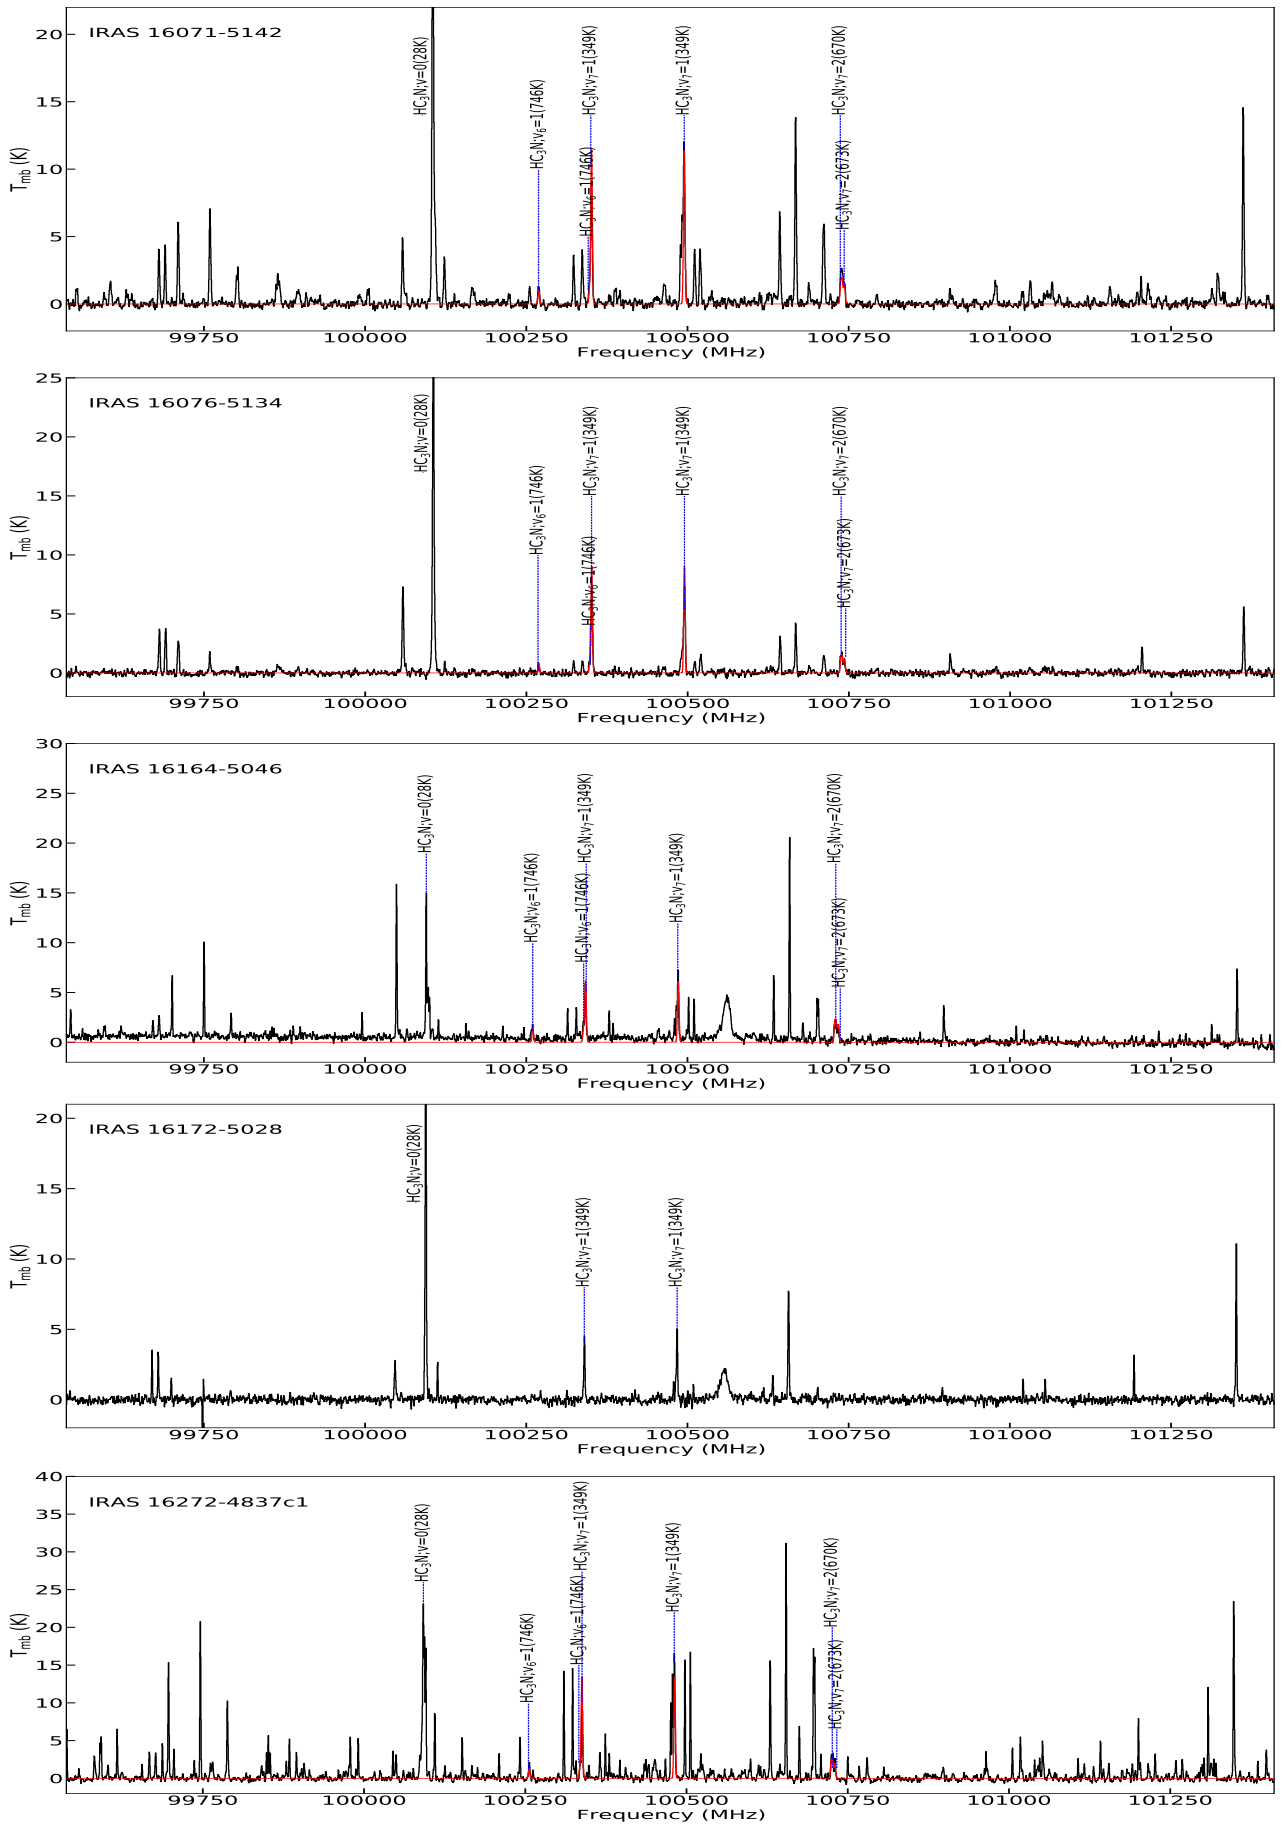 IRAS 16071-5142
HC3N;v=0(28K)
HC3N;v6=1(746K)
HC3N;v6=1(746K)
HC3N;v7=1(349K)
HC3N;v7=1(349K)
HC3N;v7=2(670K)
HC3N;v7=2(673K)
Tmb (K)
20
15
10
5
0
99750 100000 100250 100500 100750 101000 101250
Frequency (MHz)
IRAS 16076-5134
HC3N;v=0(28K)
HC3N;v6=1(746K)
HC3N;v6=1(746K)
HC3N;v7=1(349K)
HC3N;v7=1(349K)
HC3N;v7=2(670K)
HC3N;v7=2(673K)
Tmb (K)
25
20
15
10
5
0
99750 100000 100250 100500 100750 101000 101250
Frequency (MHz)
IRAS 16164-5046
HC3N;v=0(28K)
HC3N;v6=1(746K)
HC3N;v6=1(746K)
HC3N;v7=1(349K)
HC3N;v7=1(349K)
HC3N;v7=2(670K)
HC3N;v7=2(673K)
Tmb (K)
30
25
20
15
10
5
0
99750 100000 100250 100500 100750 101000 101250
Frequency (MHz)
IRAS 16172-5028
HC3N;v=0(28K)
HC3N;v7=1(349K)
HC3N;v7=1(349K)
Tmb (K)
20
15
10
5
0
99750 100000 100250 100500 100750 101000 101250
Frequency (MHz)
IRAS 16272-4837c1
HC3N;v=0(28K)
HC3N;v6=1(746K)
HC3N;v6=1(746K)
HC3N;v7=1(349K)
HC3N;v7=1(349K)
HC3N;v7=2(670K)
HC3N;v7=2(673K)
Tmb (K)
40
35
30
25
20
15
10
5
0
99750 100000 100250 100500 100750 101000 101250
Frequency (MHz)